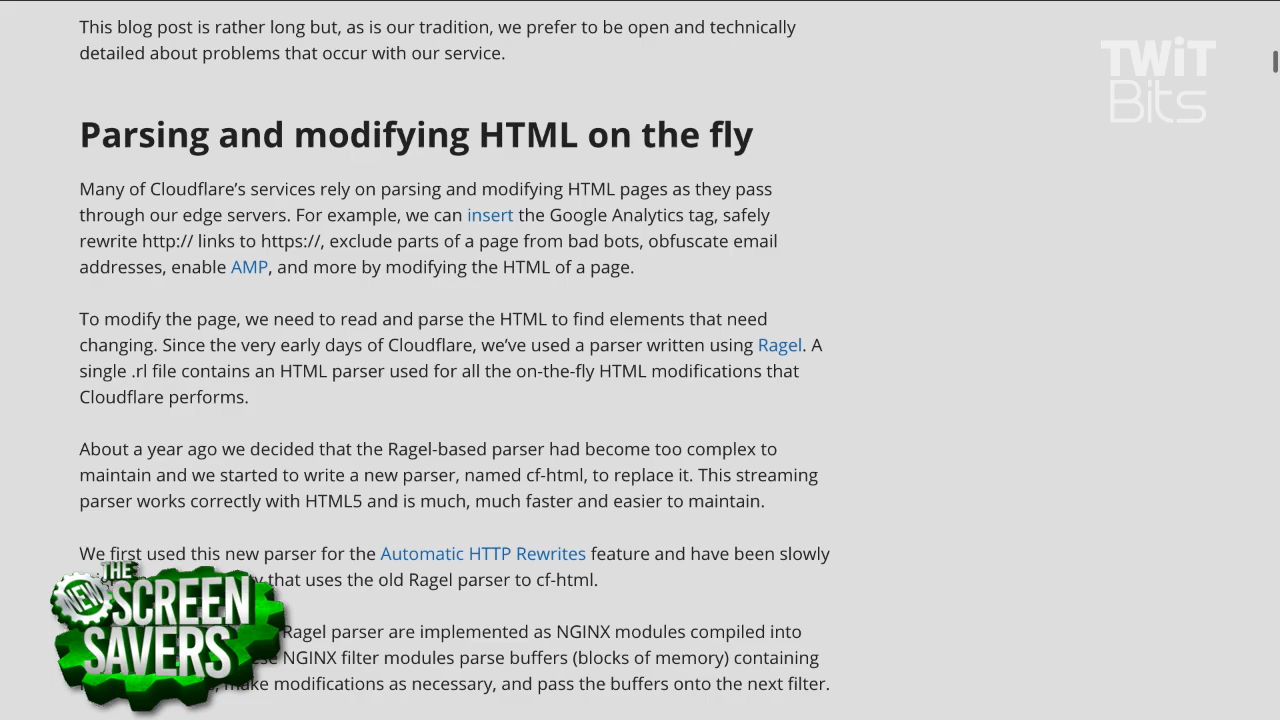 This blog post is rather long but, as is our tradition, we prefer to be open and technically
detailed about problems that occur with our service.
TWiT
Bits
Parsing and modifying HTML on the fly
Many of Cloudflare’s services rely on parsing and modifying HTML pages as they pass
through our edge servers. For example, we can insert the Google Analytics tag, safely
rewrite http:// links to https://, exclude parts of a page from bad bots, obfuscate email
addresses, enable AMP, and more by modifying the HTML of a page.
To modify the page, we need to read and parse the HTML to find elements that need
changing. Since the very early days of Cloudflare, we’ve used a parser written using Ragel. A
single .rl file contains an HTML parser used for all the on-the-fly HTML modifications that
Cloudflare performs.
About a year ago we decided that the Ragel-based parser had become too complex to
maintain and we started to write a new parser, named cf-html, to replace it. This streaming
parser works correctly with HTML5 and is much, much faster and easier to maintain.
We first used this new parser for the Automatic HTTP Rewrites feature and have been slowly
that uses the old Ragel parser to cf-html.
Ragel parser are implemented as NGINX modules compiled into
NGINX filter modules parse buffers (blocks of memory) containing
make modifications as necessary, and pass the buffers onto the next filter.
THE
NEW
SCREEN
SAVERS